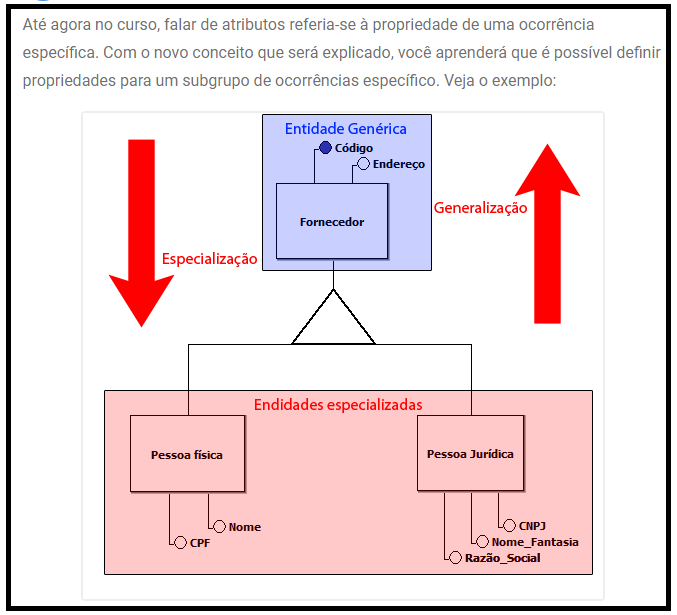 Até agora no curso, falar de atributos referia-se à propriedade de uma ocorrência
específica. Com o novo conceito que será explicado, você aprenderá que é possível definir
propriedades para um subgrupo de ocorrências específico. Veja o exemplo:
Entidade Genérica
Código
Endereço
Fornecedor
Generalização
Especialização
Endidades especializadas
Pessoa física
Pessoa Jurídica
Nome
CPF
CNPJ
Nome_Fantasia
Razão_Social